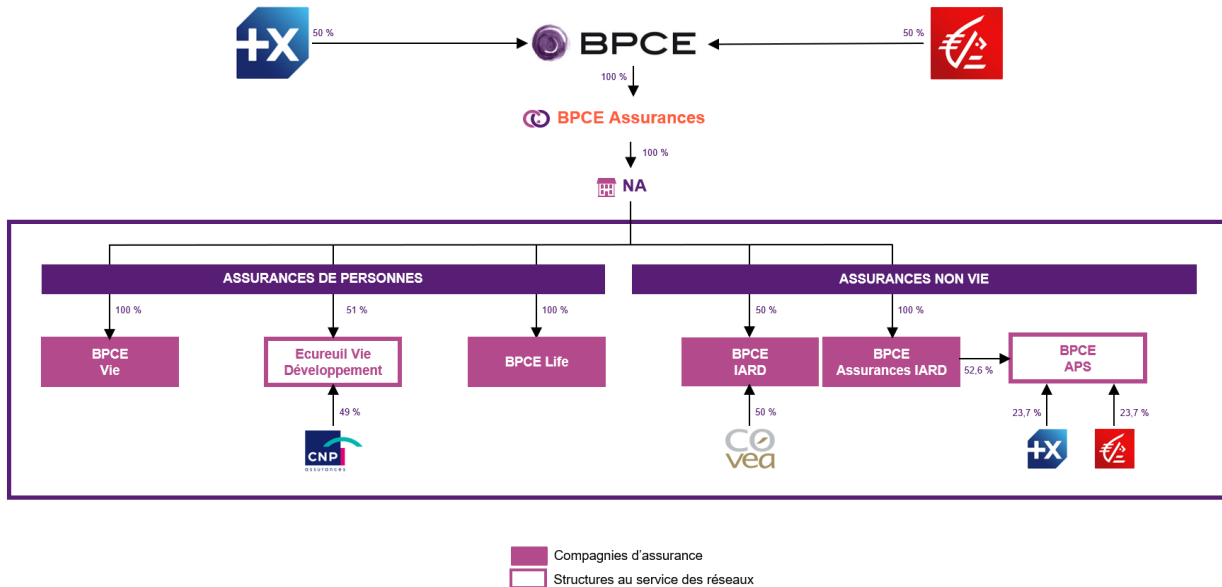 50 %
BPCE
50 %
100 %
BPCE Assurances
100 %
NA
ASSURANCES DE PERSONNES
ASSURANCES NON VIE
100 %
51 %
100 %
50 %
100 %
BPCE
Vie
Ecureuil Vie
Développement
BPCE Life
BPCE
IARD
BPCE
Assurances IARD
52,6 %
BPCE
APS
49 %
50 %
23,7 %
23,7 %
CNP
assurances
COvea
Compagnies d'assurance
Structures au service des réseaux